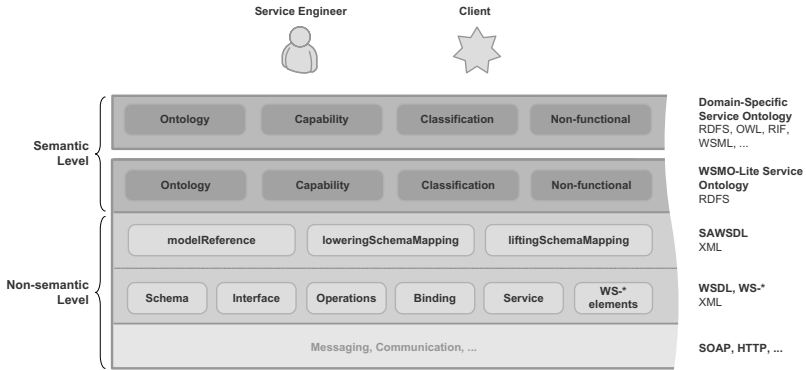 Service Engineer
Client
Semantic
Level
Ontology
Capability
Classification
Non-functional
Domain-Specific
Service Ontology
RDFS, OWL, RIF,
WSML, ...
Ontology
Capability
Classification
Non-functional
WSMO-Lite Service
Ontology
RDFS
Non-semantic
Level
modelReference
loweringSchemaMapping
liftingSchemaMapping
SAWSDL
XML
Schema
Interface
Operations
Binding
Service
WS-*
elements
WSDL, WS-*
XML
Messaging, Communication, ...
SOAP, HTTP, ...